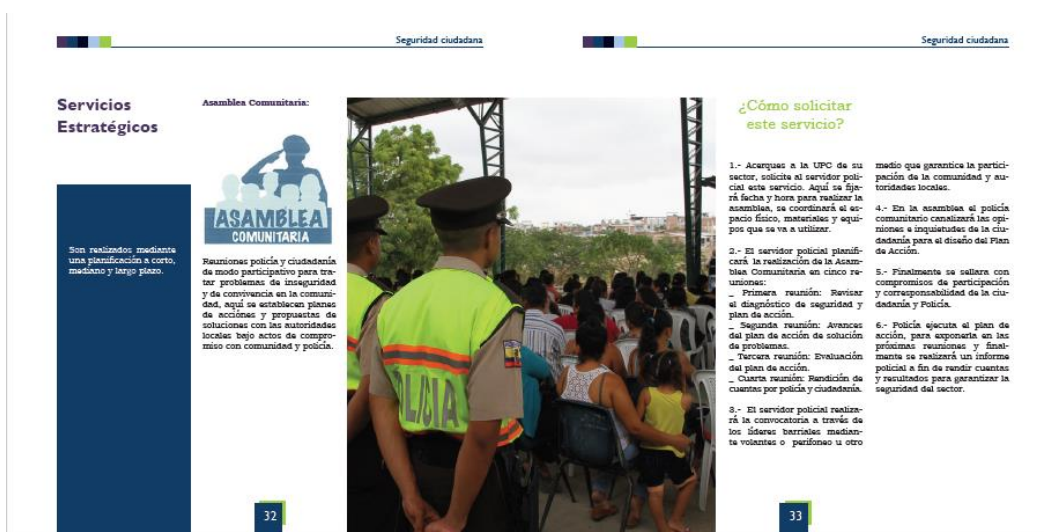 Seguridad ciudadana
Servicios
Estratégicos
Son realizados mediante
una planificación a corto,
mediano y largo plazo.
Asamblea Comunitaria:
ASAMBLEA
COMUNITARIA
Reuniones policía y ciudadanía
de modo participativo para tra-
tar problemas de inseguridad
y de convivencia en la comuni-
dad, aquí se establecen planes
de acciónes y propuestas de
soluciones con las autoridades
locales bajo actos de compro-
miso con comunidad y policía.
32
POLICIA
Seguridad ciudadana
¿Cómo solicitar
este servicio?
1.- Acerques a la UPC de su
sector, solicite al servidor poli-
cial este servicio. Aquí se fija-
rá fecha y hora para realizar la
asamblea, se coordinará el es-
pacio físico, materiales y equi-
pos que se va a utilizar.
2.- El servidor policial planifi-
cará la realización de la Asam-
blea Comunitaria en cinco re-
uniones:
_ Primera reunión: Revisar
el diagnóstico de seguridad y
plan de acción.
_ Segunda reunión: Avances
del plan de acción de solución
de problemas.
_ Tercera reunión: Evaluación
del plan de acción.
_ Cuarta reunión: Rendición de
cuentas por policía y ciudadanía.
3.- El servidor policial realiza-
rá la convocatoria a través de
los líderes barriales median-
te volantes o perifoneo u otro
medio que garantice la partici-
pación de la comunidad y au-
toridades locales.
4.- En la asamblea el policía
comunitario canalizará las opi-
niones e inquietudes de la ciu-
dadanía para el diseño del Plan
de Acción.
5.- Finalmente se sellara con
compromisos de participación
y corresponsabilidad de la ciu-
dadanía y Policía.
6.- Policía ejecuta el plan de
acción, para exponerla en las
próximas reuniones y final-
mente se realizará un informe
policial a fin de rendir cuentas
y resultados para garantizar la
seguridad del sector.
33